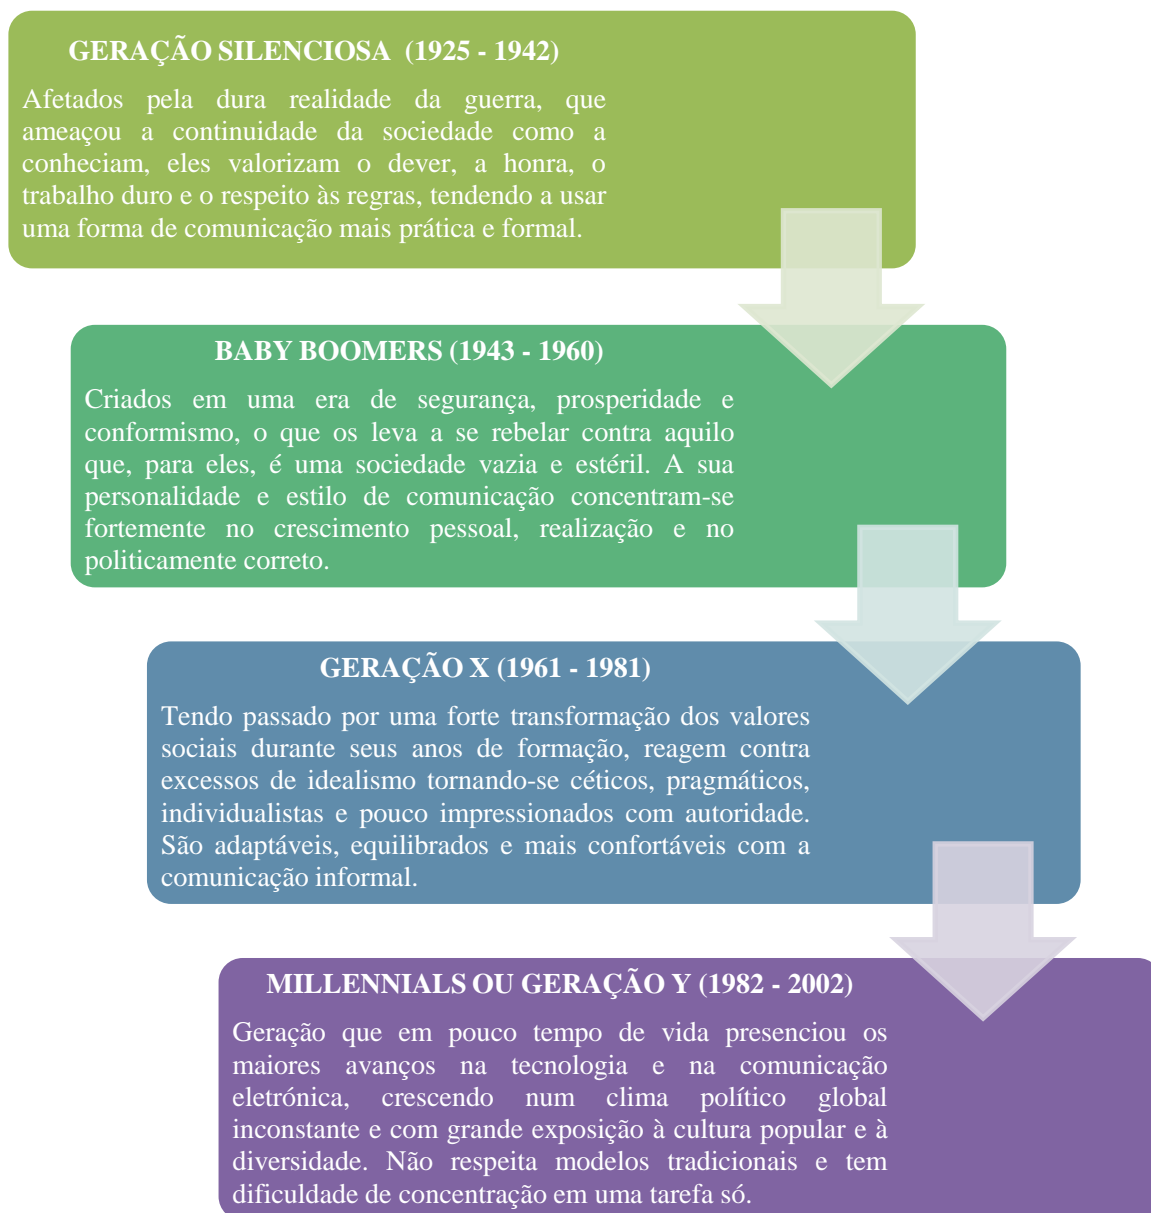 GERAÇÃO SILENCIOSA (1925 - 1942)
Afetados pela dura realidade da guerra, que
ameaçou a continuidade da sociedade como a
conheciam, eles valorizam o dever, a honra, o
trabalho duro e o respeito às regras, tendendo a usar
uma forma de comunicação mais prática e formal.
BABY BOOMERS (1943 - 1960)
Criados em uma era de segurança, prosperidade e
conformismo, o que os leva a se rebelar contra aquilo
que, para eles, é uma sociedade vazia e estéril. A sua
personalidade e estilo de comunicação concentram-se
fortemente no crescimento pessoal, realização e no
politicamente correto.
GERAÇÃO X (1961 - 1981)
Tendo passado por uma forte transformação dos valores
sociais durante seus anos de formação, reagem contra
excessos de idealismo tornando-se céticos, pragmáticos,
individualistas e pouco impressionados com autoridade.
São adaptáveis, equilibrados e mais confortáveis com a
comunicação informal.
MILLENNIALS OU GERAÇÃO Y (1982 - 2002)
Geração que em pouco tempo de vida presenciou os
maiores avanços na tecnologia e na comunicação
eletrónica, crescendo num clima político global
inconstante e com grande exposição à cultura popular e à
diversidade. Não respeita modelos tradicionais e tem
dificuldade de concentração em uma tarefa só.